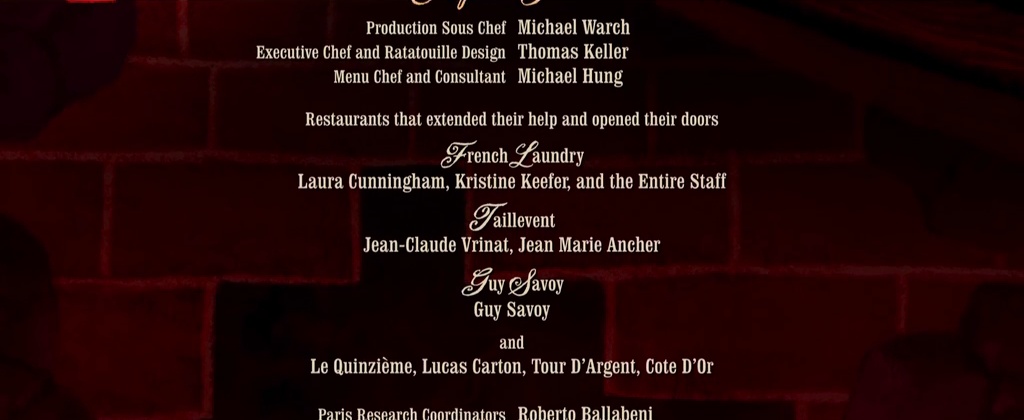 Production Sous Chef Michael Warch
Executive Chef and Ratatouille Design Thomas Keller
Menu Chef and Consultant Michael Hung
Restaurants that extended their help and opened their doors
French Laundry
Laura Cunningham, Kristine Keefer, and the Entire Staff
Taillevent
Jean-Claude Vrinat, Jean Marie Ancher
Guy Savoy
Guy Savoy
and
Le Quinzième, Lucas Carton, Tour D'Argent, Cote D'Or
Paris Research Coordinators Roberto Ballabeni